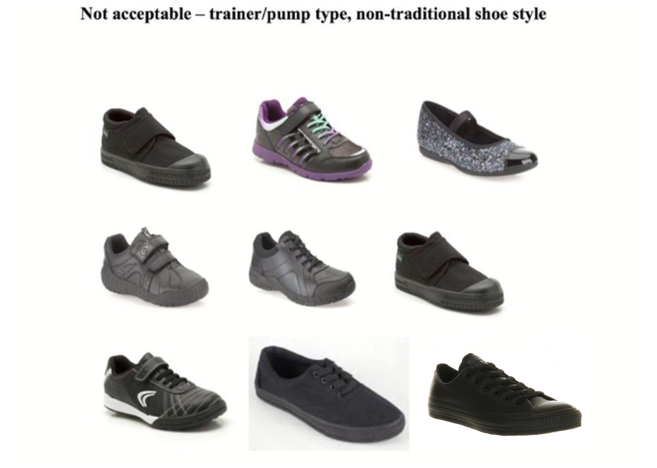 Not acceptable – trainer/pump type, non-traditional shoe style